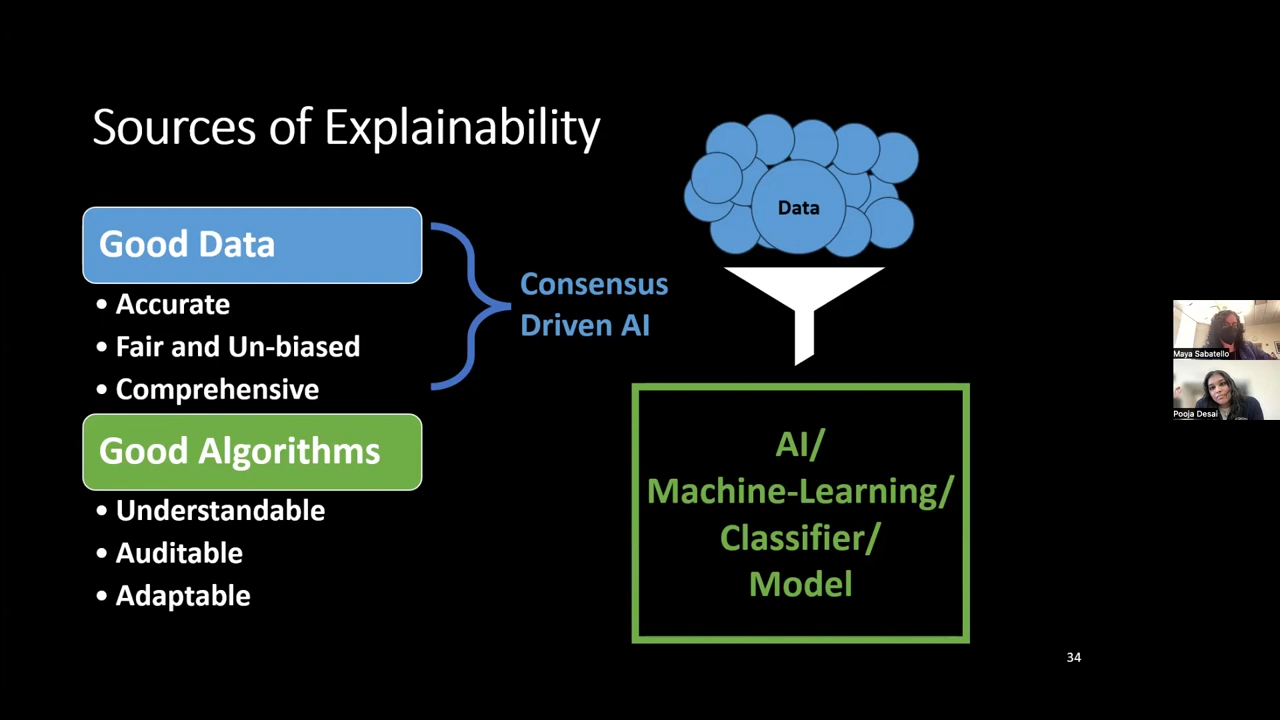 Sources of Explainability
Good Data
• Accurate
• Fair and Un-biased
• Comprehensive
Consensus
Driven AI
Good Algorithms
• Understandable
• Auditable
• Adaptable
Data
AI/
Machine-Learning/
Classifier/
Model
Maya Sabatello
Pooja Desai
34